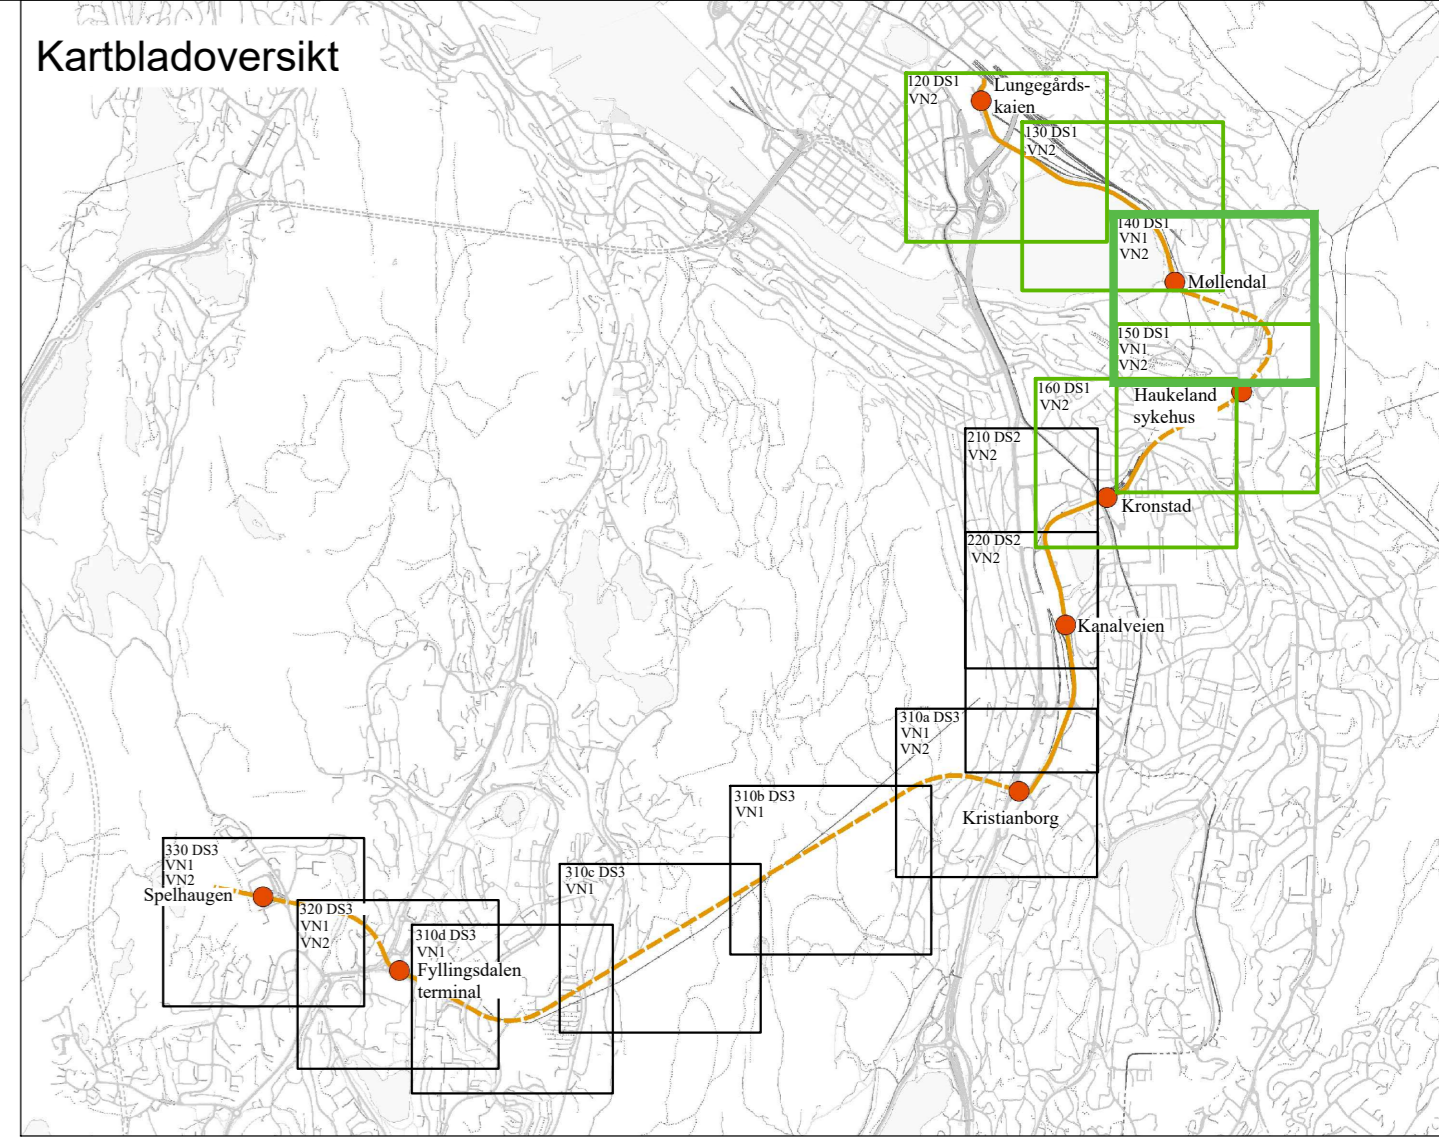 Kartbladoversikt
120 DS1
VN2
Lungegårds-
kaien
130 DS1
VN2
140 DS1
VN1
VN2
Møllendal
150 DS1
VN1
VN2
160 DS1
VN2
Haukeland
sykehus
210 DS2
VN2
Kronstad
220 DS2
VN2
Kanalveien
310a DS3
VN1
VN2
Kristianborg
310b DS3
VN1
310c DS3
VN1
330 DS3
VN1
VN2
Spelhaugen
320 DS3
VN1
VN2
310d DS3
VN1
Fyllingsdalen
terminal